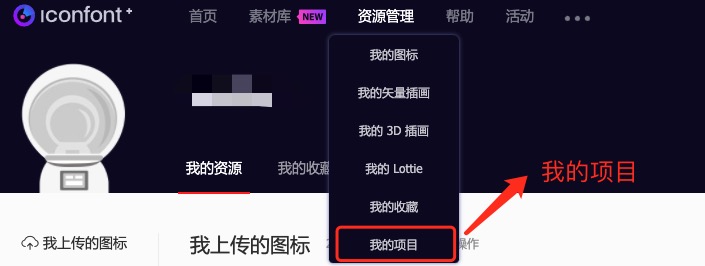 iconfont+
首页 素材库 NEW 资源管理 帮助 活动
我的图标
我的矢量插画
我的 3D 插画
我的资源 我的收藏
我的 Lottie
我的项目
我的收藏
我上传的图标
我上传的图标
我的项目
操作